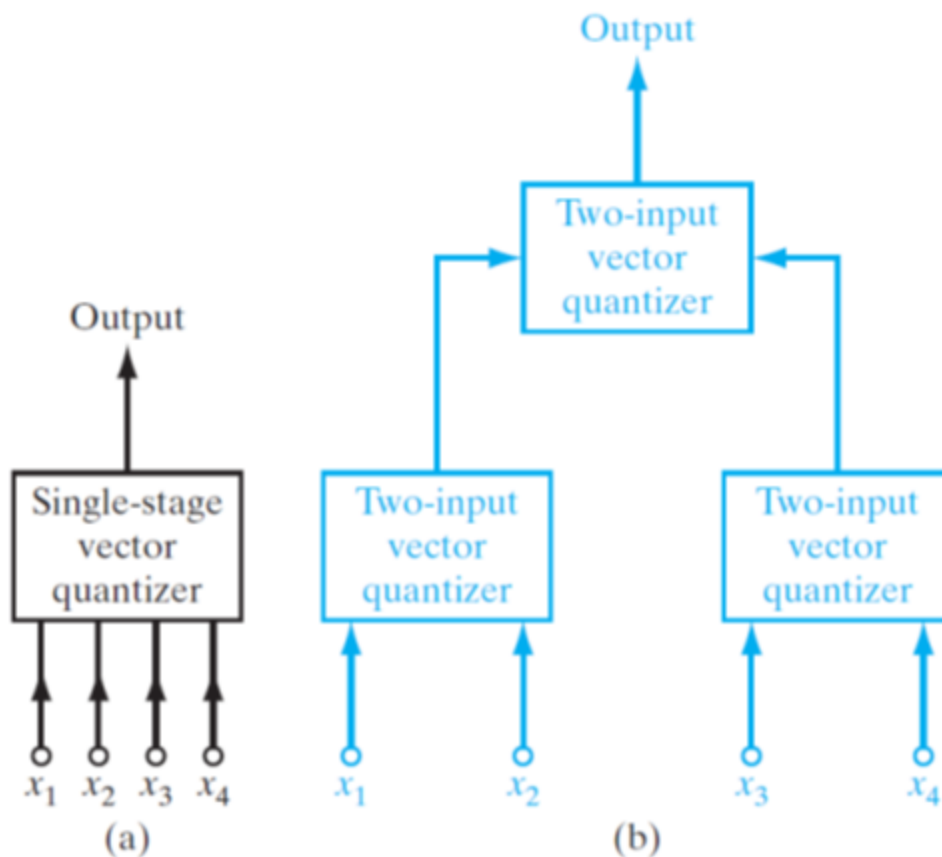 Output
Single-stage
vector
quantizer
x1 x2 x3 x4
(a)
Output
Two-input
vector
quantizer
Two-input
vector
quantizer
Two-input
vector
quantizer
x1 x2 x3 x4
(b)